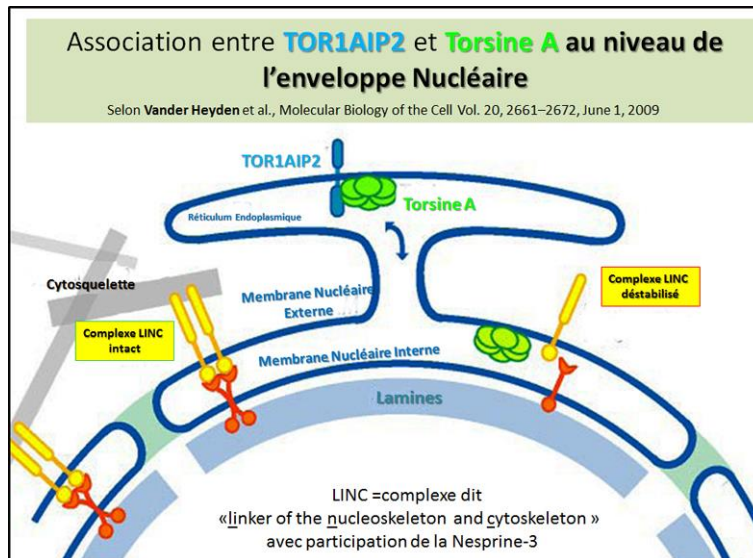 Association entre TOR1AIP2 et Torsine A au niveau de
l'enveloppe Nucléaire
Selon Vander Heyden et al., Molecular Biology of the Cell Vol. 20, 2661–2672, June 1, 2009
TOR1AIP2
Torsine A
Réticulum Endoplasmique
Cytosquelette
Complexe LINC
déstabilisé
Membrane Nucléaire
Externe
Complexe LINC
intact
Membrane Nucléaire Interne
Lamines
LINC =complexe dit
«linker of the nucleoskeleton and cytoskeleton »
avec participation de la Nesprine-3